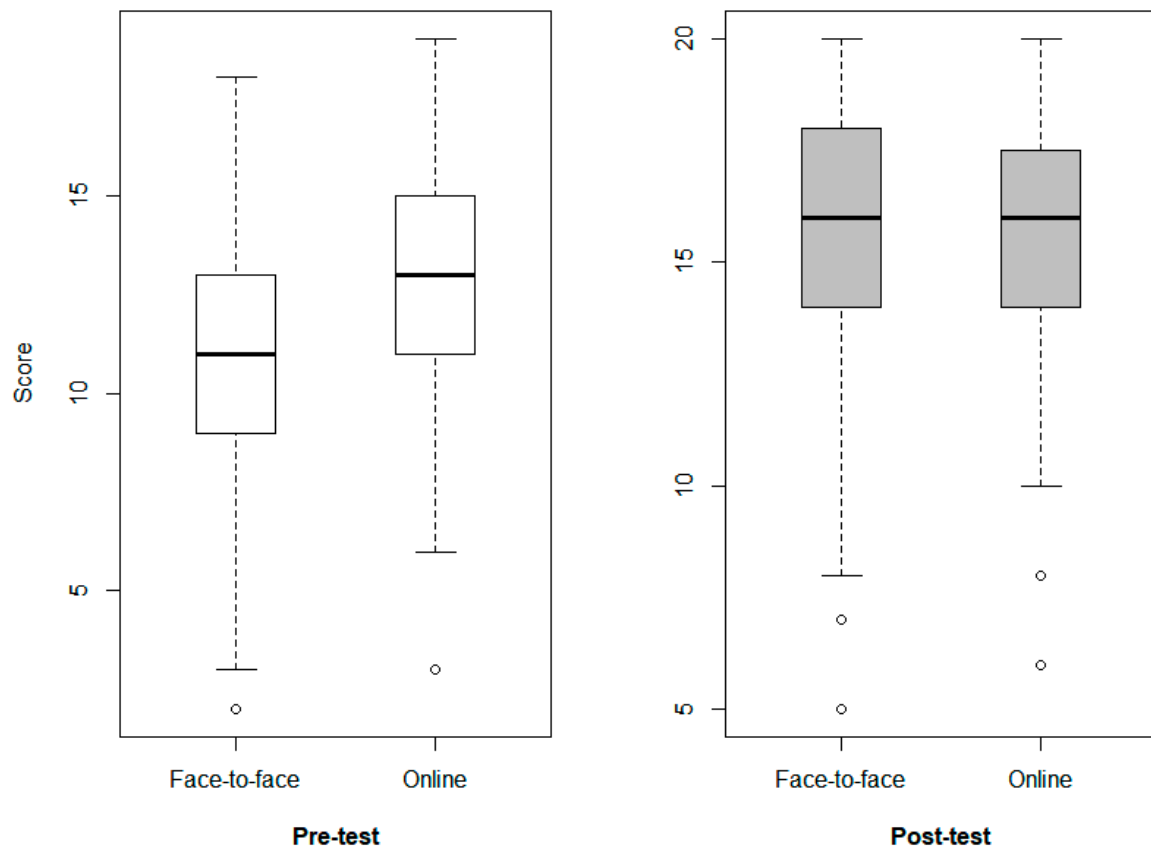 Score
15
10
5
Face-to-face
Online
Pre-test
20
15
10
5
Face-to-face
Online
Post-test